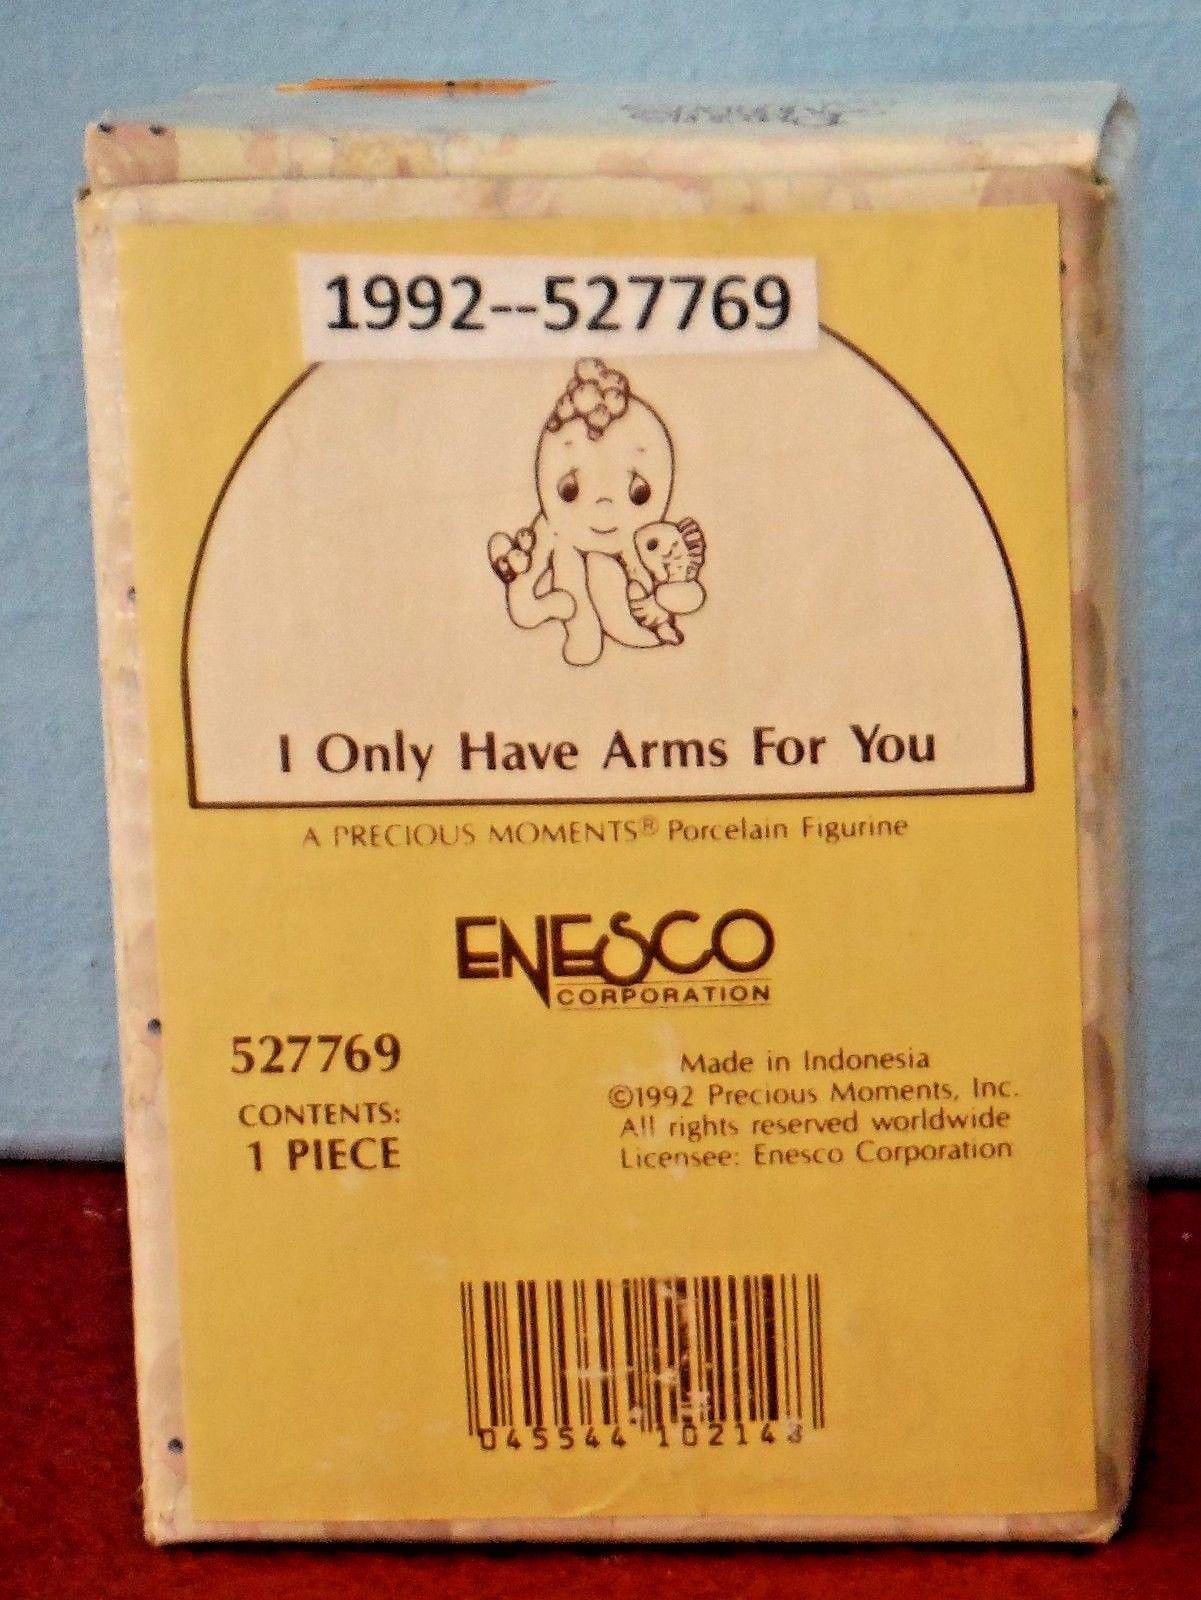 1992--527769
I Only Have Arms For You
A PRECIOUS MOMENTS® Porcelain Figurine
ENESCO
CORPORATION
527769
CONTENTS:
1 PIECE
Made in Indonesia
©1992 Precious Moments, Inc.
All rights reserved worldwide
Licensee: Enesco Corporation
045544 102143